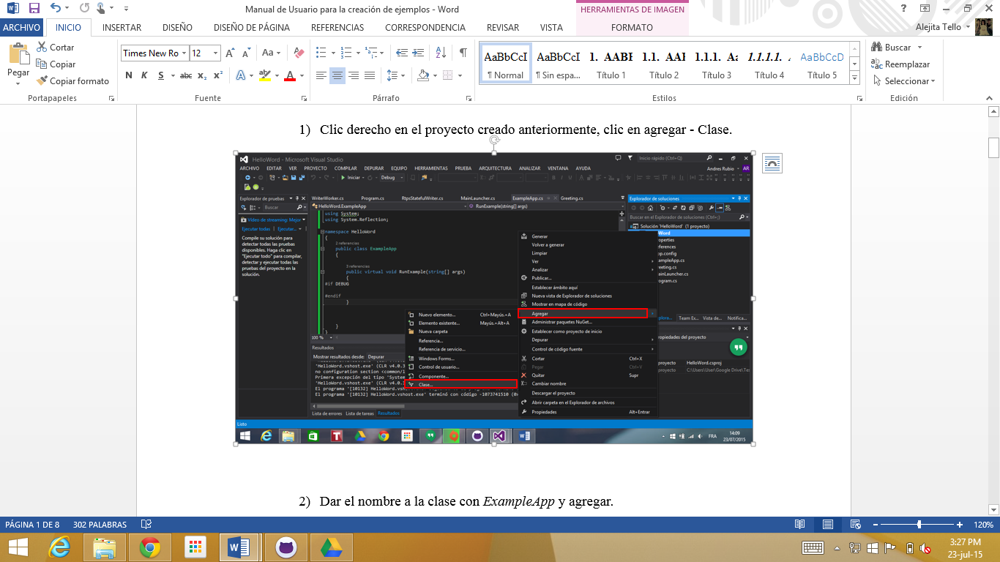 Manual de Usuario para la creación de ejemplos - Word
HERRAMIENTAS DE IMAGEN
ARCHIVO INICIO INSERTAR DISEÑO DISEÑO DE PÁGINA REFERENCIAS CORRESPONDENCIA REVISAR VISTA FORMATO Alejita Tello
Pegar
Cortar
Copiar
Copiar formato
Portapapeles
Times New Ro 12
N K S abc x₂ x²
Fuente
Párrafo
AaBbCcI AaBbCcI 1. AABI 1.1. AAI 1.1.1. Aa 1.1.1.1. A AaBbCcD
¶ Normal ¶ Sin espa... Título 1 Título 2 Título 3 Título 4 Título 5
Estilos
Buscar
Reemplazar
Seleccionar
Edición
1) Clic derecho en el proyecto creado anteriormente, clic en agregar - Clase.
HelloWord - Microsoft Visual Studio
Inicio rápido (Ctrl+Q)
ARCHIVO EDITAR VER PROYECTO COMPILAR DEPURAR EQUIPO HERRAMIENTAS PRUEBA ARQUITECTURA ANALIZAR VENTANA AYUDA
Andres Rubio AR
Iniciar Debug
Explorador de pruebas
Buscar
Vídeo de streaming: Mejor
Ejecutar todas Ejecutar...
Compile su solución para
detectar todas las pruebas
disponibles. Haga clic en
"Ejecutar todo" para compilar,
detectar y ejecutar todas las
pruebas del proyecto en la
solución.
WriterWorker.cs Program.cs RtpsStatefulWriter.cs MainLauncher.cs ExampleApp.cs Greeting.cs
HelloWord.ExampleApp RunExample(string[] args)
using System;
using System.Reflection;
namespace HelloWord
{
2 referencias
public class ExampleApp
{
3 referencias
public virtual void RunExample(string[] args)
{
#if DEBUG
#endif
}
}
}
100 %
Resultados
Mostrar resultados desde: Depurar
'HelloWord.vshost.exe' (CLR v4.0.3
no configuration section <common/l
Primera excepción del tipo 'System
'HelloWord.vshost.exe' (CLR v4.0.3
El programa '[10132] HelloWord.vshost.exe' terminó con código -1073741510 (0x
Lista de errores Lista de tareas Resultados
Nuevo elemento... Ctrl+Mayús.+A
Elemento existente... Mayús.+Alt+A
Nueva carpeta
Referencia...
Referencia de servicio...
Windows Forms...
Control de usuario...
Componente...
Clase...
Generar
Volver a generar
Limpiar
Ver
Analizar
Publicar...
Establecer ámbito aquí
Nueva vista de Explorador de soluciones
Mostrar en mapa de código
Agregar
Administrar paquetes NuGet...
Establecer como proyecto de inicio
Depurar
Control de código fuente
Cortar Ctrl+X
Pegar Ctrl+V
Quitar Supr
Cambiar nombre
Descargar el proyecto
Abrir carpeta en el Explorador de archivos
Propiedades Alt+Entrar
Explorador de soluciones
Buscar en el Explorador de soluciones (Ctrl+;)
Solución 'HelloWord' (1 proyecto)
Word
operties
ferences
pp.config
ampleApp.cs
eeting.cs
ainLauncher.cs
ogram.cs
plora... Team Ex... Vista de... Notifica...
opiedades del proyecto
proyecto HelloWord.csproj
proyecto C:\Users\User\Google Drive\Tes
Listo
FRA
14:09
23/07/2015
2) Dar el nombre a la clase con ExampleApp y agregar.
PÁGINA 1 DE 8 302 PALABRAS 120%
3:27 PM
23-jul-15